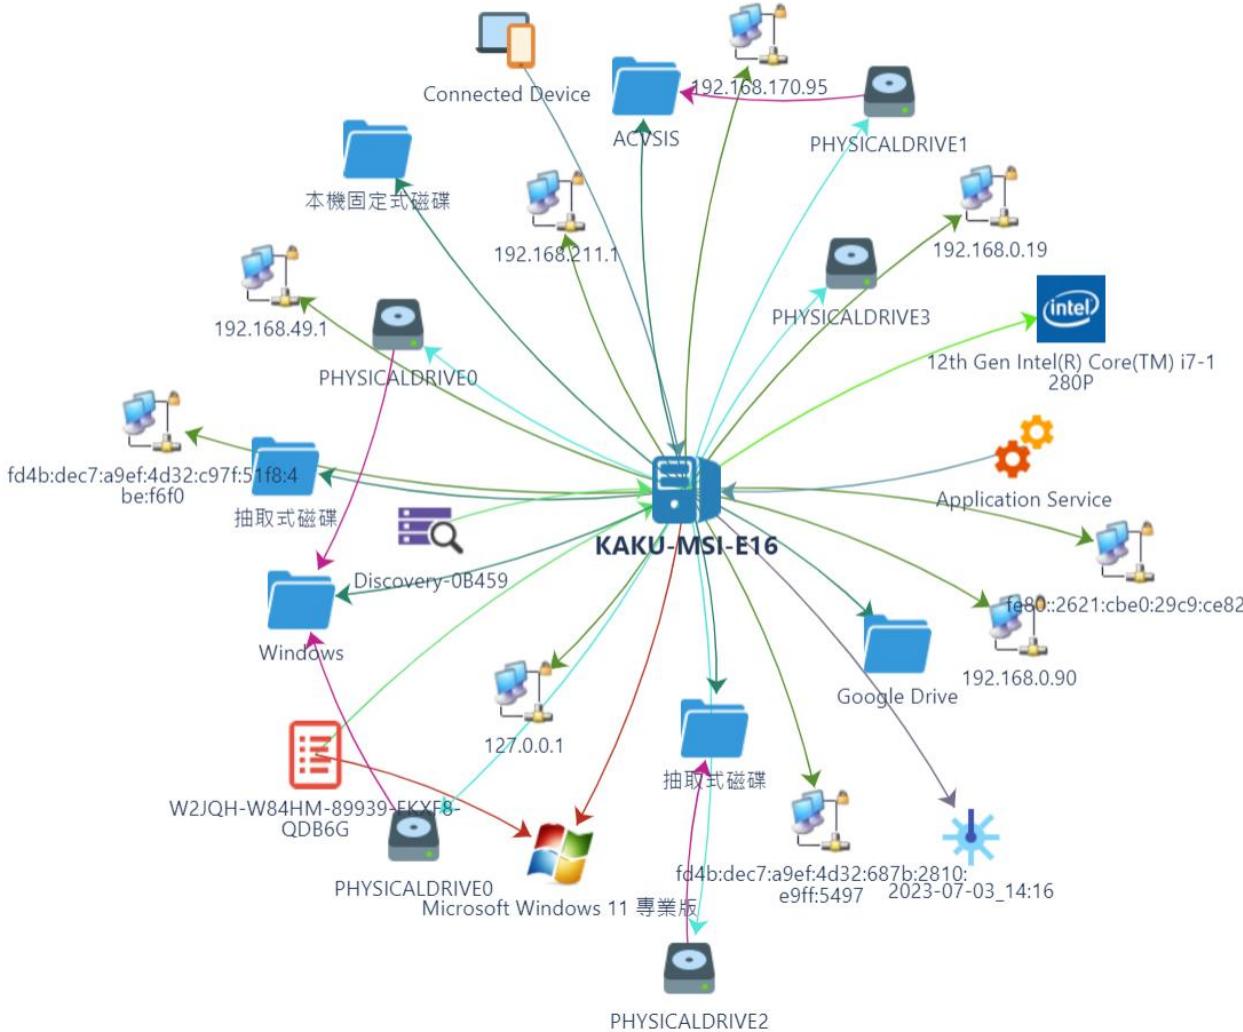 192.168.170.95
Connected Device
ACVSIS
PHYSICALDRIVE1
本機固定式磁碟
192.168.211.1
192.168.0.19
192.168.49.1
PHYSICALDRIVE3
(intel)
12th Gen Intel(R) Core(TM) i7-1
280P
PHYSICALDRIVE0
fd4b:dec7:a9ef:4d32:c97f:51f8:4
be:f6f0
抽取式磁碟
Application Service
KAKU-MSI-E16
Discovery-0B459
fe80::2621:cbe0:29c9:ce82
Windows
192.168.0.90
Google Drive
127.0.0.1
抽取式磁碟
W2JQH-W84HM-89939-FKXF8-
QDB6G
PHYSICALDRIVE0
Microsoft Windows 11 專業版
fd4b:dec7:a9ef:4d32:687b:2810:
e9ff:5497
2023-07-03_14:16
PHYSICALDRIVE2